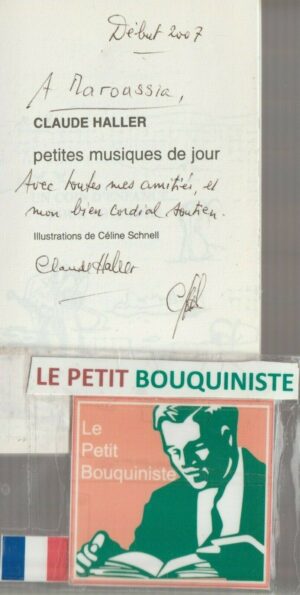 Début 2007
A Maroassia,
CLAUDE HALLER
petites musiques de jour
Avec toutes mes amitiés, et
mon bien cordial soutien.
Illustrations de Céline Schnell
Claude Haller
LE PETIT BOUQUINISTE
Le
Petit
Bouquiniste